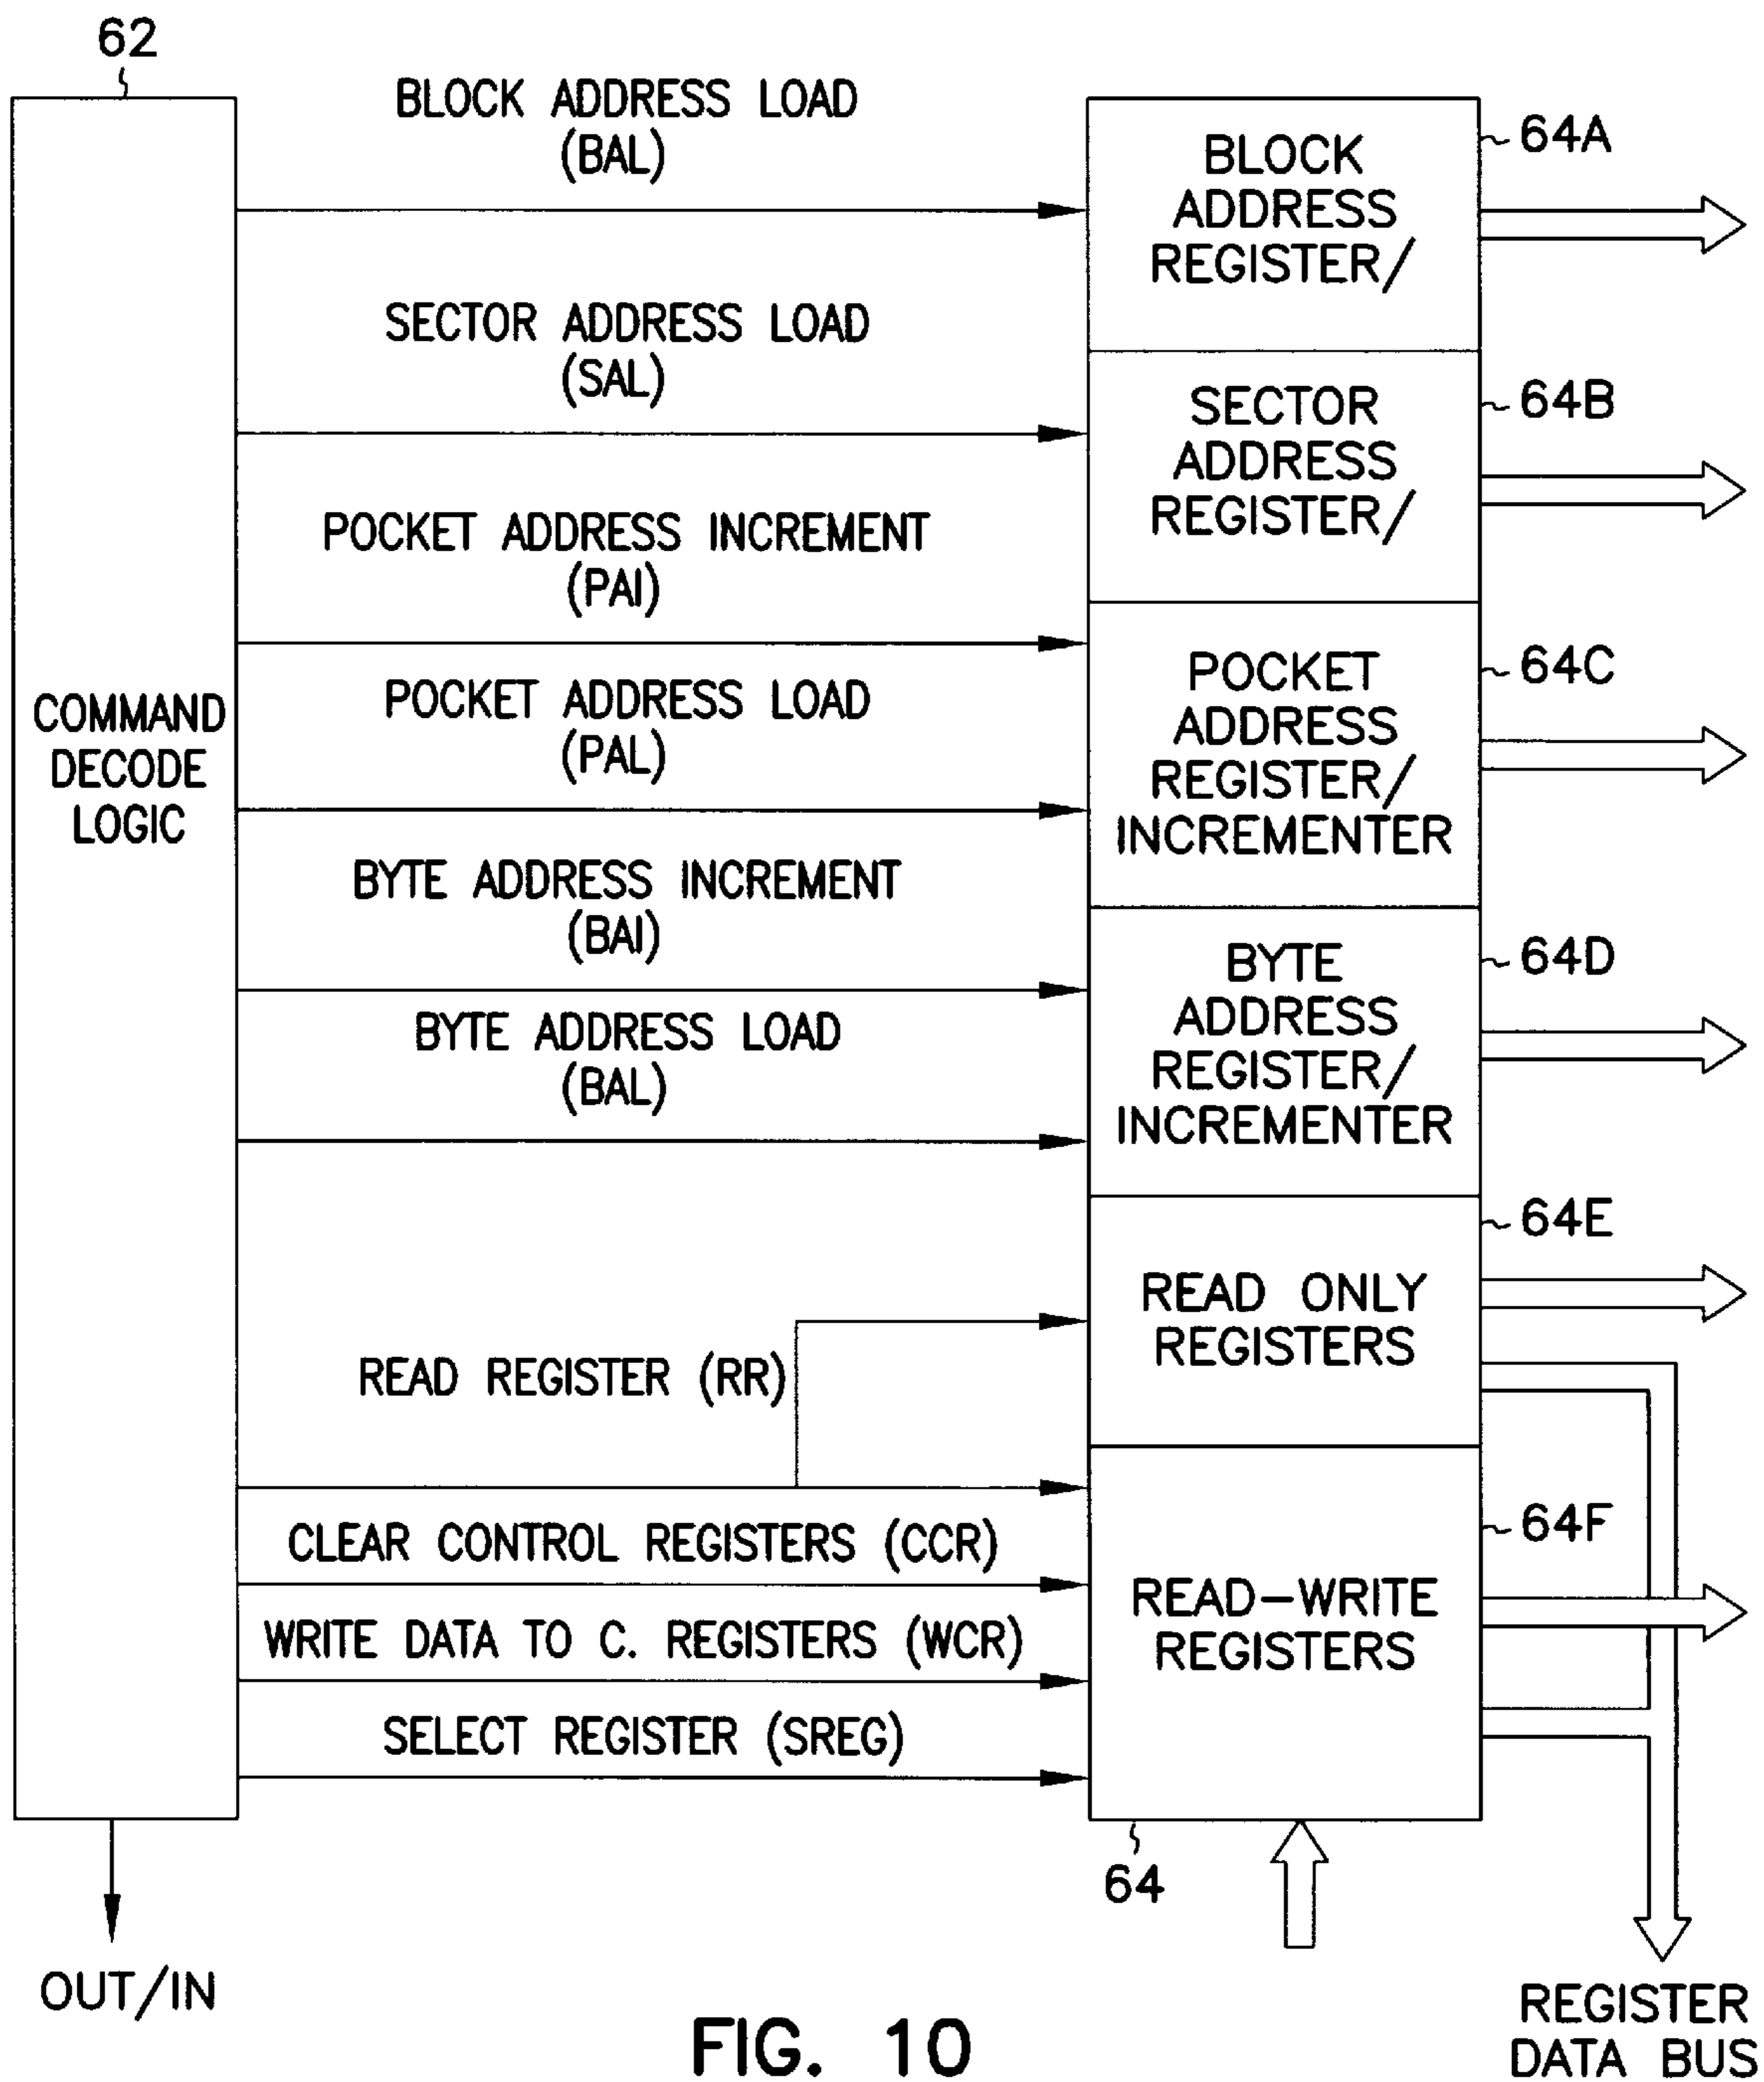 62
BLOCK ADDRESS LOAD
(BAL)
SECTOR ADDRESS LOAD
(SAL)
POCKET ADDRESS INCREMENT
(PAI)
POCKET ADDRESS LOAD
(PAL)
BYTE ADDRESS INCREMENT
(BAI)
BYTE ADDRESS LOAD
(BAL)
READ REGISTER (RR)
CLEAR CONTROL REGISTERS (CCR)
WRITE DATA TO C. REGISTERS (WCR)
SELECT REGISTER (SREG)
COMMAND
DECODE
LOGIC
OUT/IN
BLOCK
ADDRESS
REGISTER/
64A
SECTOR
ADDRESS
REGISTER/
64B
POCKET
ADDRESS
REGISTER/
INCREMENTER
64C
BYTE
ADDRESS
REGISTER/
INCREMENTER
64D
READ ONLY
REGISTERS
64E
READ-WRITE
REGISTERS
64F
64
REGISTER
DATA BUS
FIG. 10